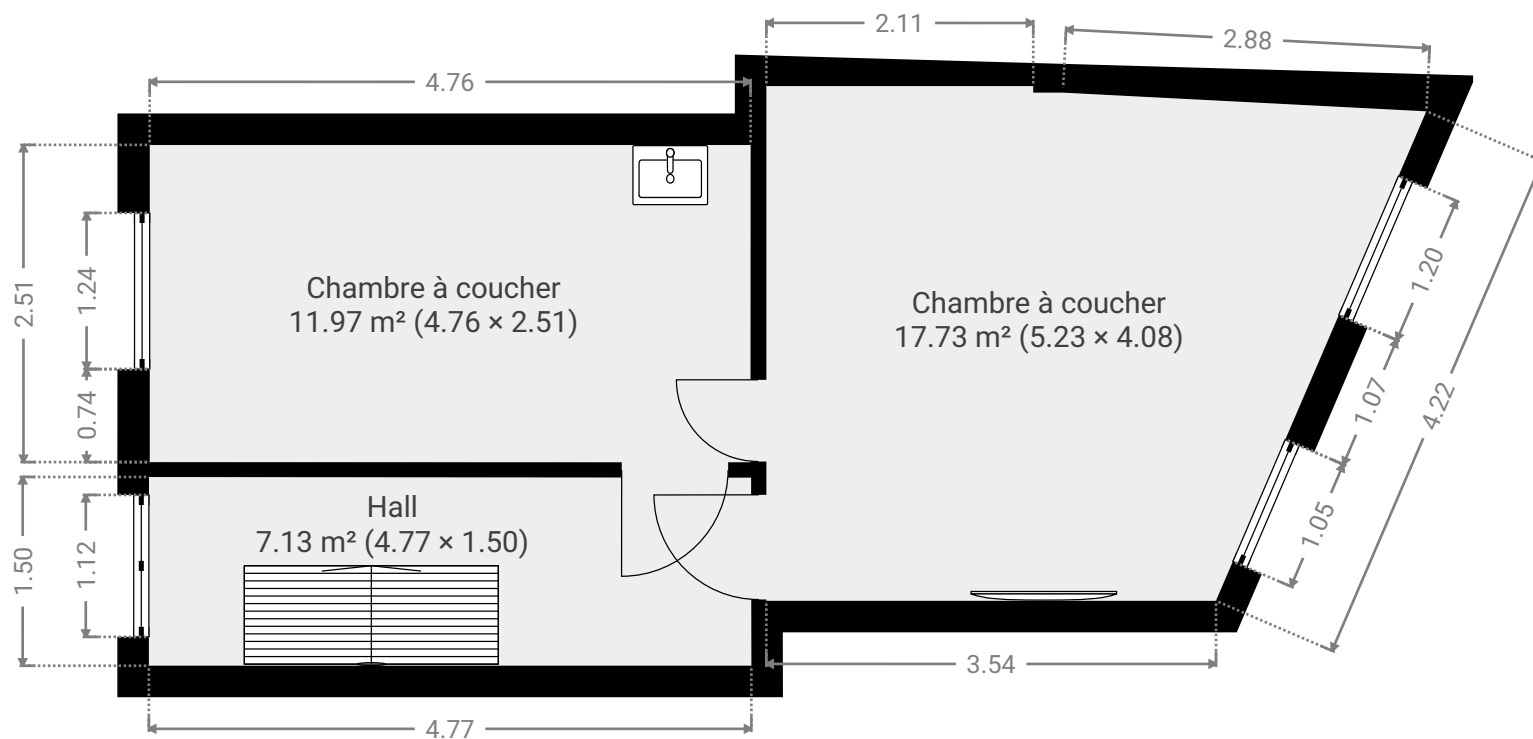 2.11
2.88
4.76
2.51
1.24
0.74
Chambre à coucher
11.97 m² (4.76 × 2.51)
Chambre à coucher
17.73 m² (5.23 × 4.08)
1.20
1.07
4.22
1.05
Hall
7.13 m² (4.77 × 1.50)
1.50
1.12
3.54
4.77